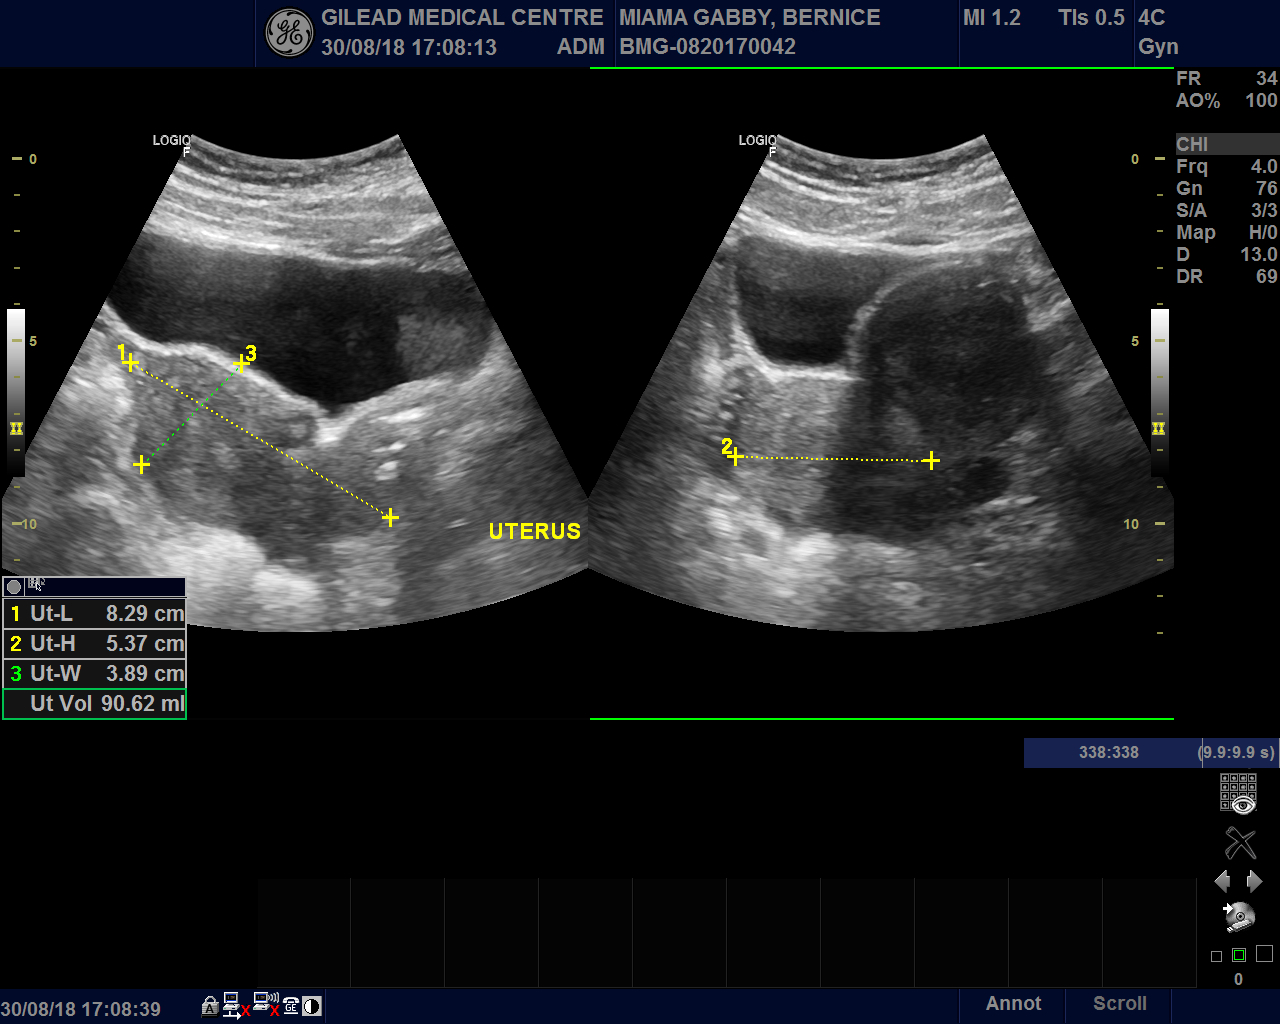 GILEAD MEDICAL CENTRE
30/08/18 17:08:13 ADM
MIAMA GABBY, BERNICE
BMG-0820170042
MI 1.2 TIs 0.5
4C
Gyn
FR 34
AO% 100
CHI
Frq 4.0
Gn 76
S/A 3/3
Map H/0
D 13.0
DR 69
LOGIQ
F
LOGIQ
F
0
5
10
0
5
10
1
3
2
UTERUS
1 Ut-L 8.29 cm
2 Ut-H 5.37 cm
3 Ut-W 3.89 cm
Ut Vol 90.62 ml
338:338 (9.9:9.9 s)
0
30/08/18 17:08:39
A
GE
Annot
Scroll